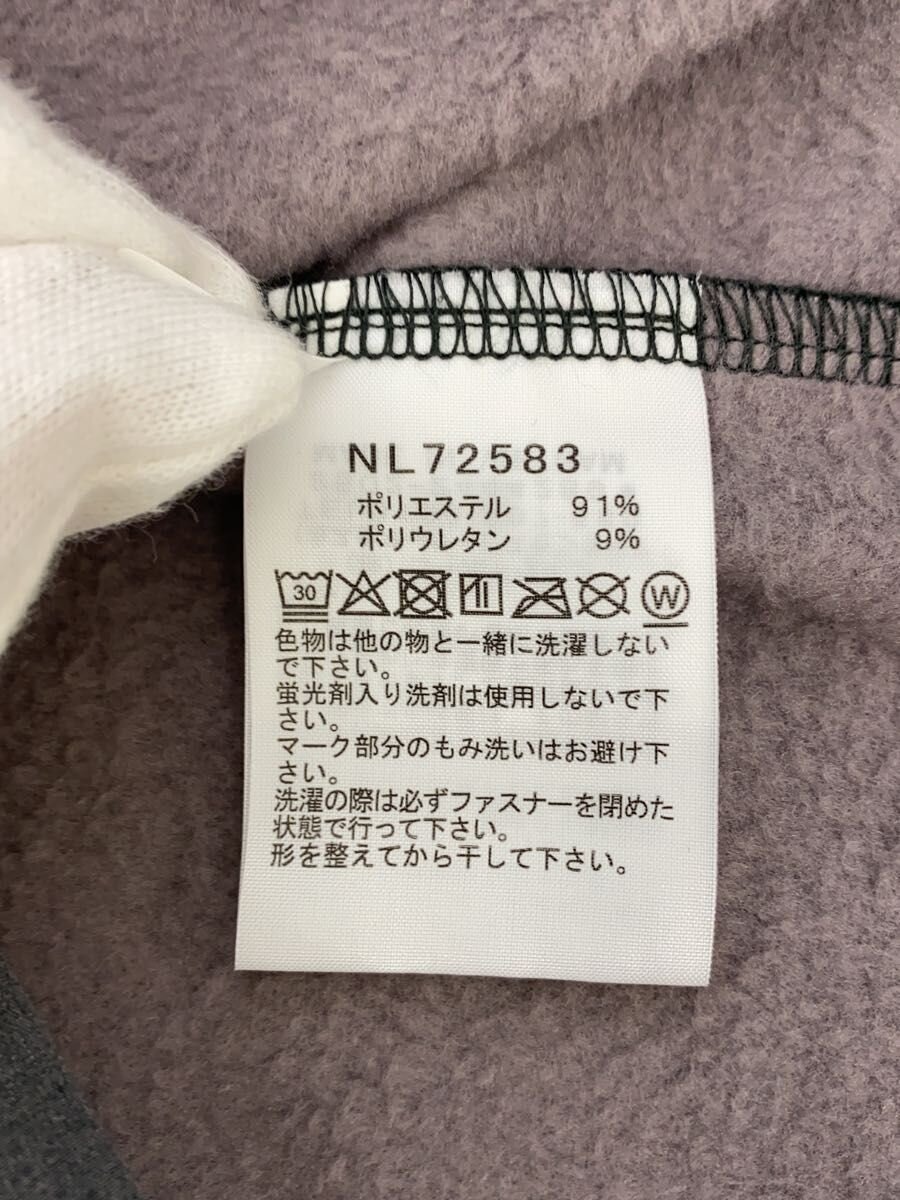 NL72583
ポリエステル 91%
ポリウレタン 9%
30 W
色物は他の物と一緒に洗濯しない
で下さい。
蛍光剤入り洗剤は使用しないで下
さい。
マーク部分のもみ洗いはお避け下
さい。
洗濯の際は必ずファスナーを閉めた
状態で行って下さい。
形を整えてから干して下さい。